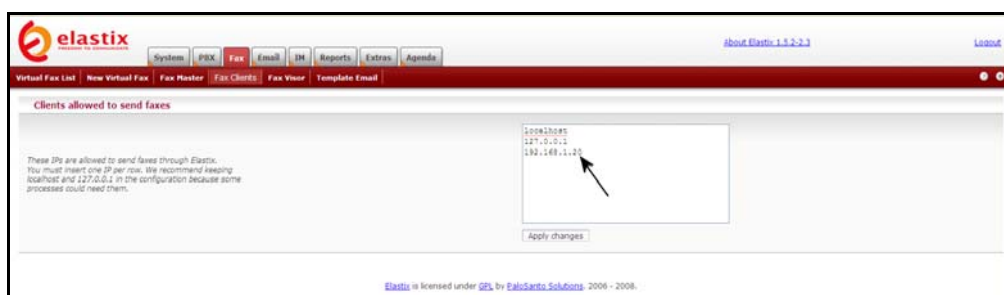 elastix
FREEDOM TO COMMUNICATE
System PBX Fax Email IM Reports Extras Agenda
About Elastix 1.5.2-2.3
Logout
Virtual Fax List New Virtual Fax Fax Master Fax Clients Fax Visor Template Email
Clients allowed to send faxes
localhost
127.0.0.1
192.168.1.20
These IPs are allowed to send faxes through Elastix.
You must insert one IP per row. We recommend keeping
localhost and 127.0.0.1 in the configuration because some
processes could need them.
Apply changes
Elastix is licensed under GPL by PaloSanto Solutions. 2006 - 2008.